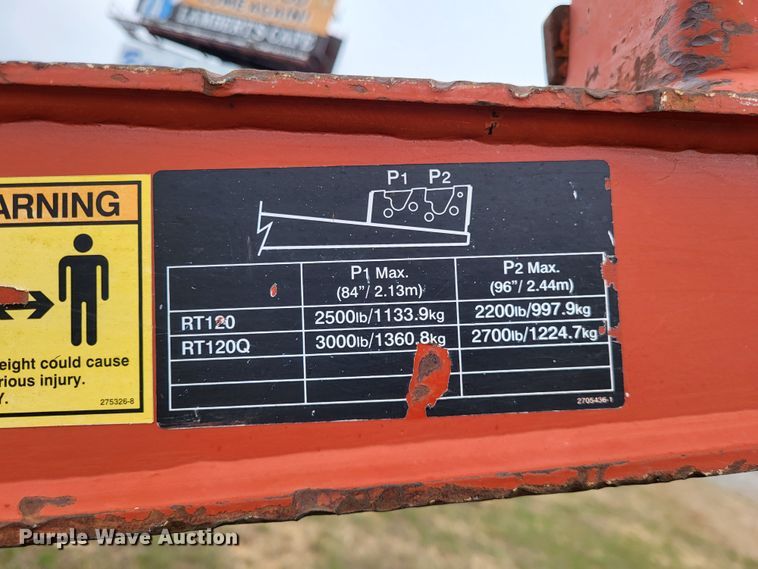 LAMBERT'S CAFE
ARNING
eight could cause
rious injury.
Y.
275326-8
P1 P2
P1 Max. P2 Max.
(84"/ 2.13m) (96"/ 2.44m)
RT120 2500lb/1133.9kg 2200lb/997.9kg
RT120Q 3000lb/1360.8kg 2700lb/1224.7kg
2705436-1
Purple Wave Auction